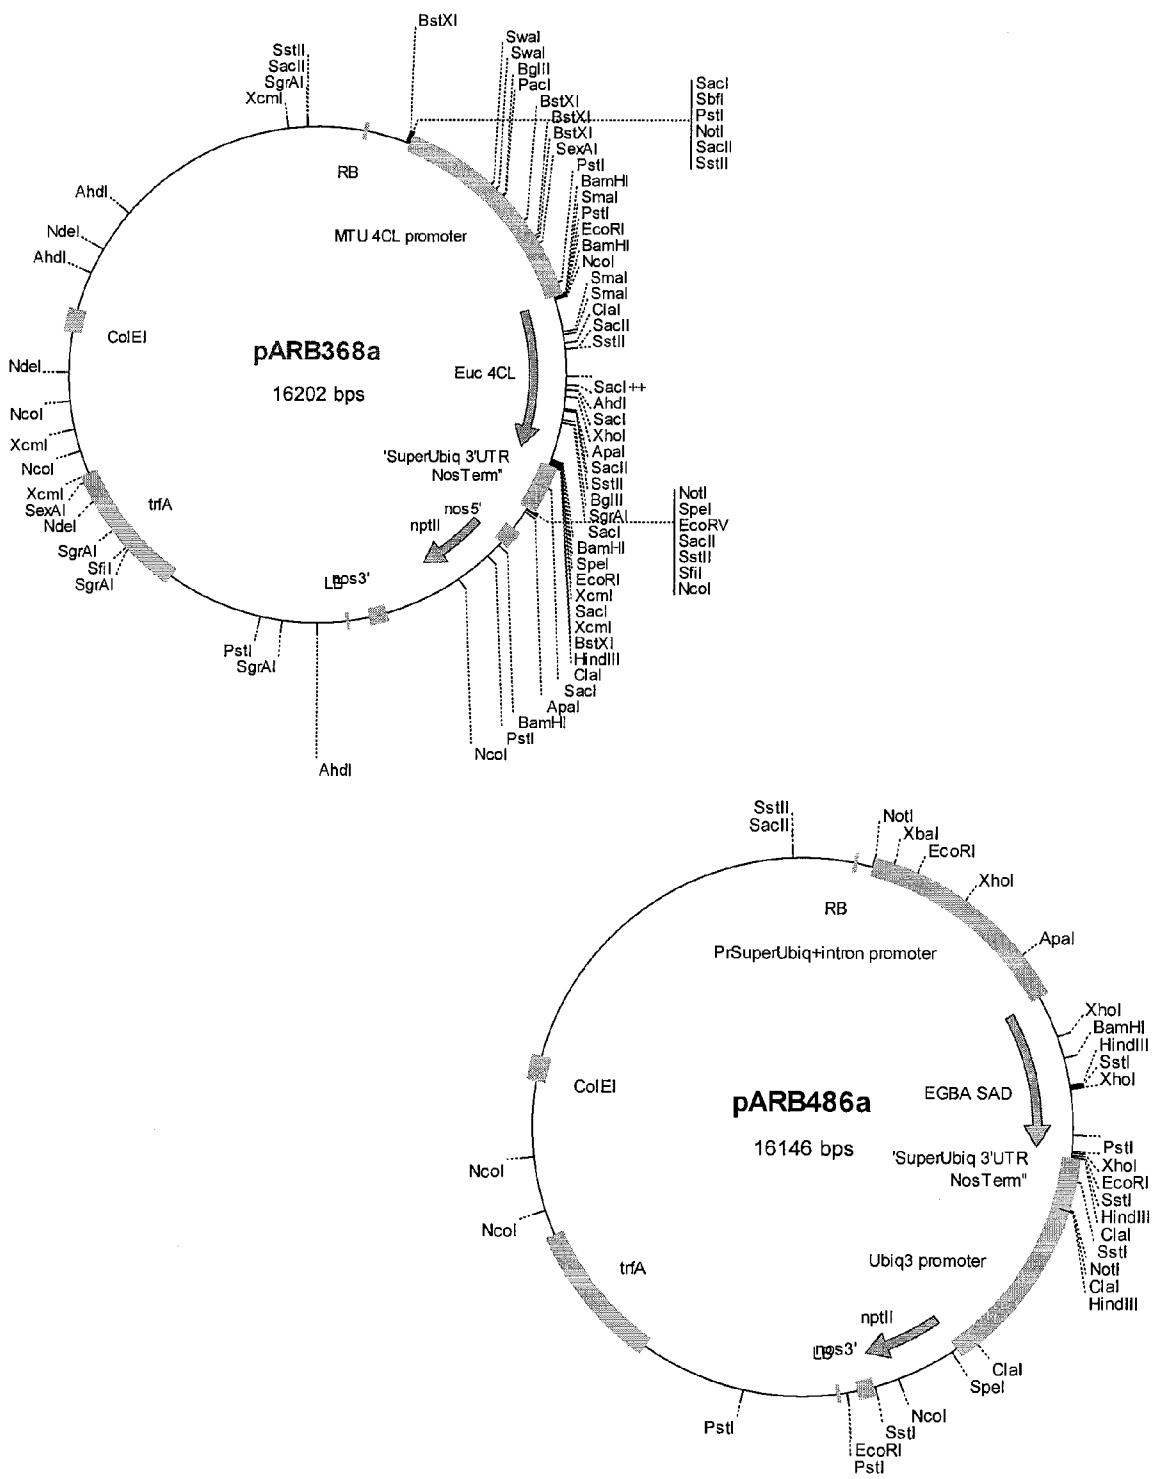 BstXI
SstII
SacII
SgrAI
XcmI
SwaI
SwaI
BglII
PacI
BstXI
BstXI
BstXI
SexAI
PstI
BamHI
SmaI
PstI
EcoRI
BamHI
NcoI
SmaI
SmaI
ClaI
SacII
SstII
SacI
SbfI
PstI
NotI
SacII
SstII
RB
MTU 4CL promoter
AhdI
NdeI
AhdI
ColEI
pARB368a
16202 bps
Euc 4CL
NdeI
NcoI
XcmI
NcoI
XcmI
SexAI
NdeI
SgrAI
SfiI
SgrAI
trfA
'SuperUbiq 3'UTR
NosTerm"
nos5'
nptII
nos3'
LB
SacI++
AhdI
SacI
XhoI
ApaI
SacII
SstII
BglII
SgrAI
SacI
BamHI
SpeI
EcoRI
XcmI
SacI
XcmI
BstXI
HindIII
ClaI
SacI
ApaI
BamHI
PstI
NcoI
NotI
SpeI
EcoRV
SacII
SstII
SfiI
NcoI
PstI
SgrAI
AhdI
SstII
SacII
NotI
XbaI
EcoRI
XhoI
ApaI
RB
PrSuperUbiq+intron promoter
XhoI
BamHI
HindIII
SstI
XhoI
ColEI
pARB486a
16146 bps
EGBA SAD
'SuperUbiq 3'UTR
NosTerm"
PstI
XhoI
EcoRI
SstI
HindIII
ClaI
SstI
NotI
ClaI
HindIII
NcoI
NcoI
trfA
Ubiq3 promoter
nptII
nos3'
LB
ClaI
SpeI
NcoI
SstI
EcoRI
PstI
PstI